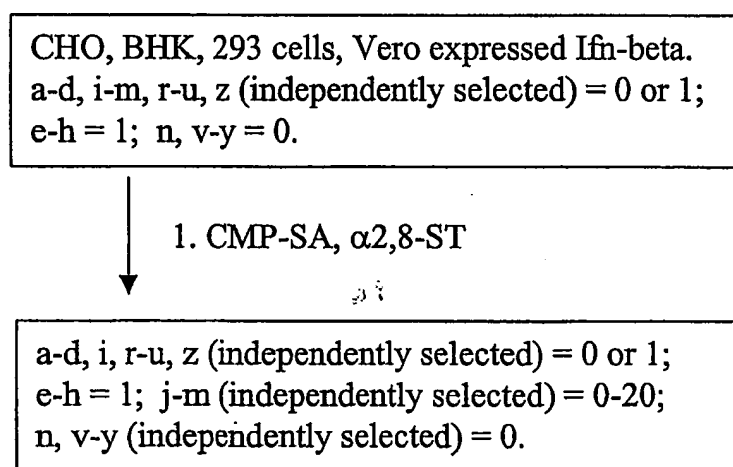 CHO, BHK, 293 cells, Vero expressed Ifn-beta.
a-d, i-m, r-u, z (independently selected) = 0 or 1;
e-h = 1; n, v-y = 0.
1. CMP-SA, α2,8-ST
a-d, i, r-u, z (independently selected) = 0 or 1;
e-h = 1; j-m (independently selected) = 0-20;
n, v-y (independently selected) = 0.